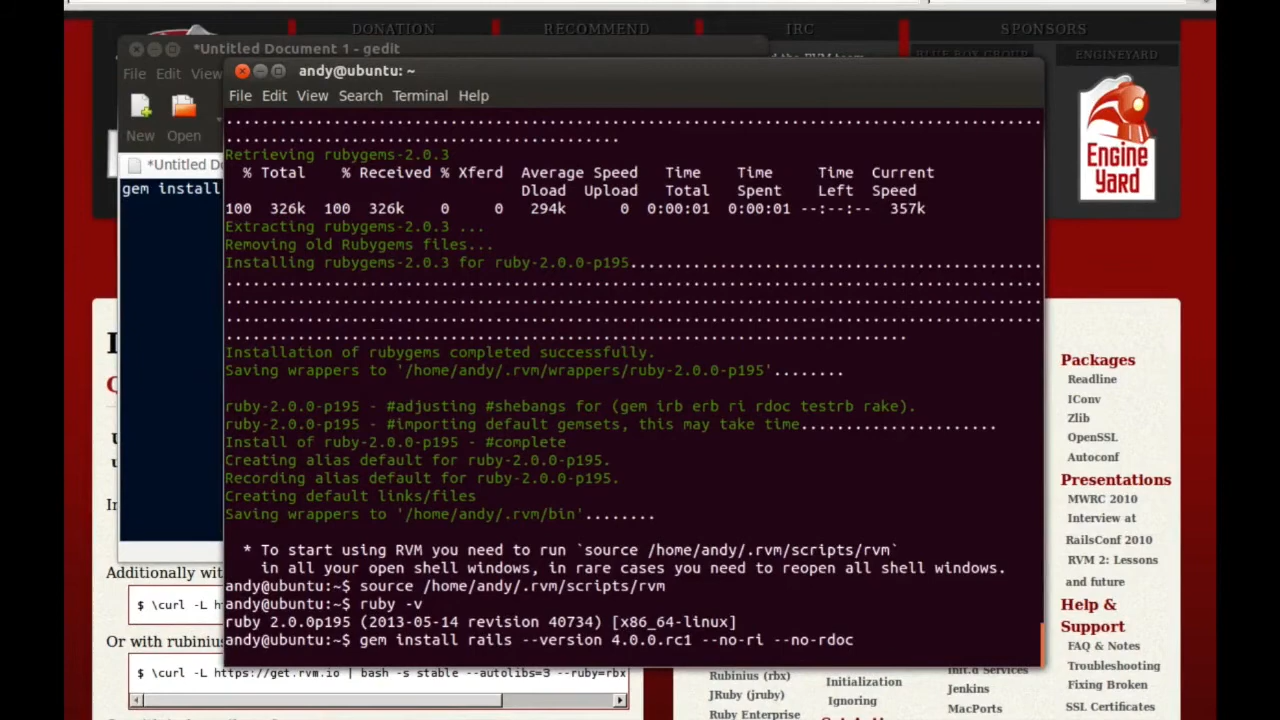 DONATION
RECOMMEND
IRC
SPONSORS
*Untitled Document 1 - gedit
BLUE BOX GROUP
ENGINEYARD
File Edit View
New Open
*Untitled Do
gem install
andy@ubuntu: ~
File Edit View Search Terminal Help
Retrieving rubygems-2.0.3
% Total % Received % Xferd Average Speed Time Time Time Current
Dload Upload Total Spent Left Speed
100 326k 100 326k 0 0 294k 0 0:00:01 0:00:01 --:--:-- 357k
Extracting rubygems-2.0.3 ...
Removing old Rubygems files...
Installing rubygems-2.0.3 for ruby-2.0.0-p195..............................................
Installation of rubygems completed successfully.
Saving wrappers to '/home/andy/.rvm/wrappers/ruby-2.0.0-p195'........
ruby-2.0.0-p195 - #adjusting #shebangs for (gem irb erb ri rdoc testrb rake).
ruby-2.0.0-p195 - #importing default gemsets, this may take time......................
Install of ruby-2.0.0-p195 - #complete
Creating alias default for ruby-2.0.0-p195.
Recording alias default for ruby-2.0.0-p195.
Creating default links/files
Saving wrappers to '/home/andy/.rvm/bin'........
* To start using RVM you need to run `source /home/andy/.rvm/scripts/rvm`
in all your open shell windows, in rare cases you need to reopen all shell windows.
andy@ubuntu:~$ source /home/andy/.rvm/scripts/rvm
andy@ubuntu:~$ ruby -v
ruby 2.0.0p195 (2013-05-14 revision 40734) [x86_64-linux]
andy@ubuntu:~$ gem install rails --version 4.0.0.rc1 --no-ri --no-rdoc
Engine
Yard
Packages
Readline
IConv
Zlib
OpenSSL
Autoconf
Presentations
MWRC 2010
Interview at
RailsConf 2010
RVM 2: Lessons
and future
Help &
Support
FAQ & Notes
Troubleshooting
Fixing Broken
SSL Certificates
Additionally wit
$ \curl -L h
Or with rubinius
$ \curl -L https://get.rvm.io | bash -s stable --autolibs=3 --ruby=rbx
Rubinius (rbx)
JRuby (jruby)
Ruby Enterprise
Initialization
Ignoring
Init.d Services
Jenkins
MacPorts